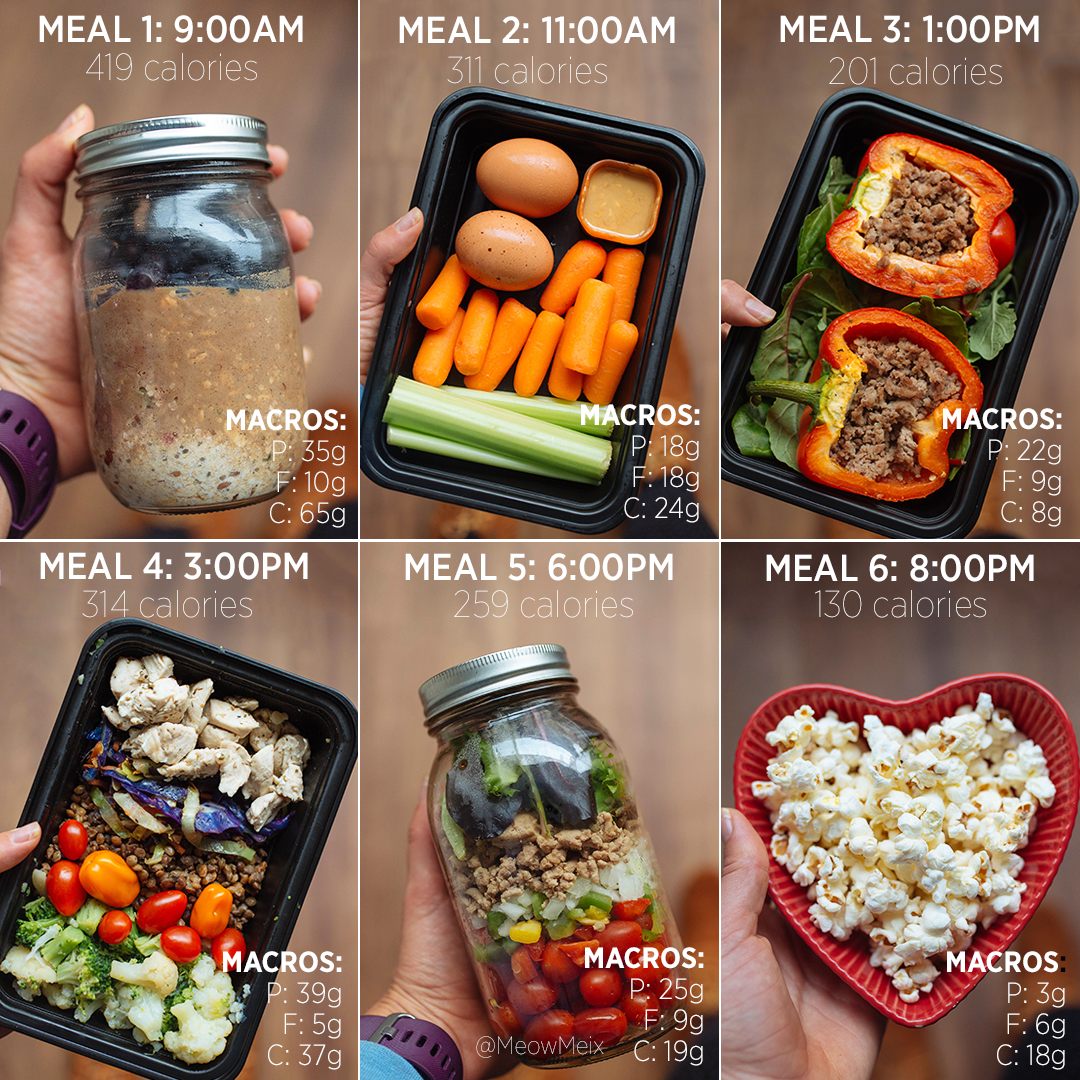 MEAL 1: 9:00AM
419 calories
MACROS:
P: 35g
F: 10g
C: 65g
MEAL 2: 11:00AM
311 calories
MACROS:
P: 18g
F: 18g
C: 24g
MEAL 3: 1:00PM
201 calories
MACROS:
P: 22g
F: 9g
C: 8g
MEAL 4: 3:00PM
314 calories
MACROS:
P: 39g
F: 5g
C: 37g
MEAL 5: 6:00PM
259 calories
MACROS:
P: 25g
F: 9g
C: 19g
@MeowMeix
MEAL 6: 8:00PM
130 calories
MACROS:
P: 3g
F: 6g
C: 18g